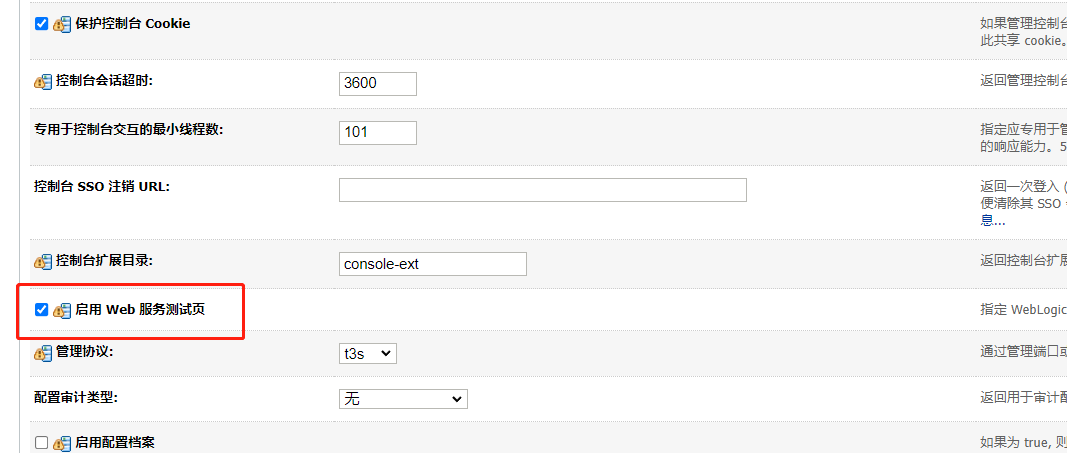 保护控制台 Cookie
如果管理控制台
此共享 cookie。
控制台会话超时:
3600
返回管理控制台
专用于控制台交互的最小线程数:
101
指定应专用于管
的响应能力。5
控制台 SSO 注销 URL:
返回一次登入 (
便清除其 SSO
息...
控制台扩展目录:
console-ext
返回控制台扩展
启用 Web 服务测试页
指定 WebLogic
管理协议:
t3s
通过管理端口或
配置审计类型:
无
返回用于审计配
启用配置档案
如果为 true, 则